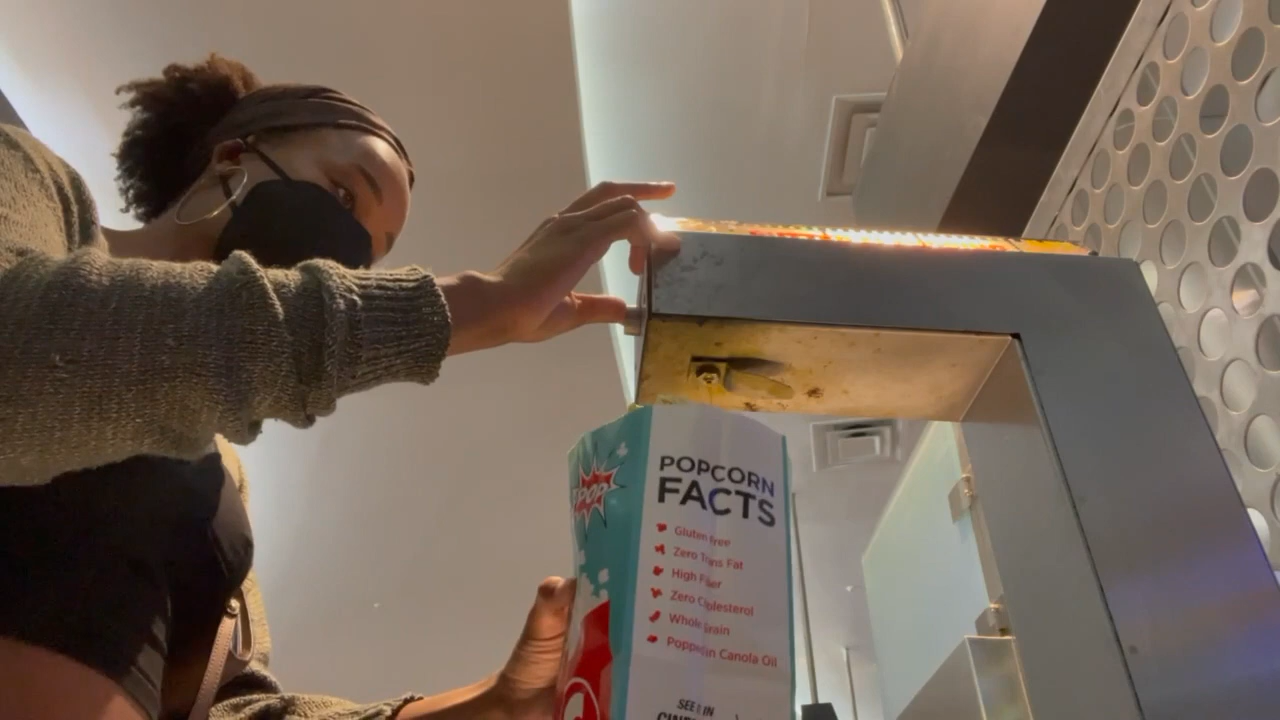 POP!
POPCORN
FACTS
Gluten Free
Zero Trans Fat
High Fiber
Zero Cholesterol
Whole Grain
Popped in Canola Oil
SEE IN